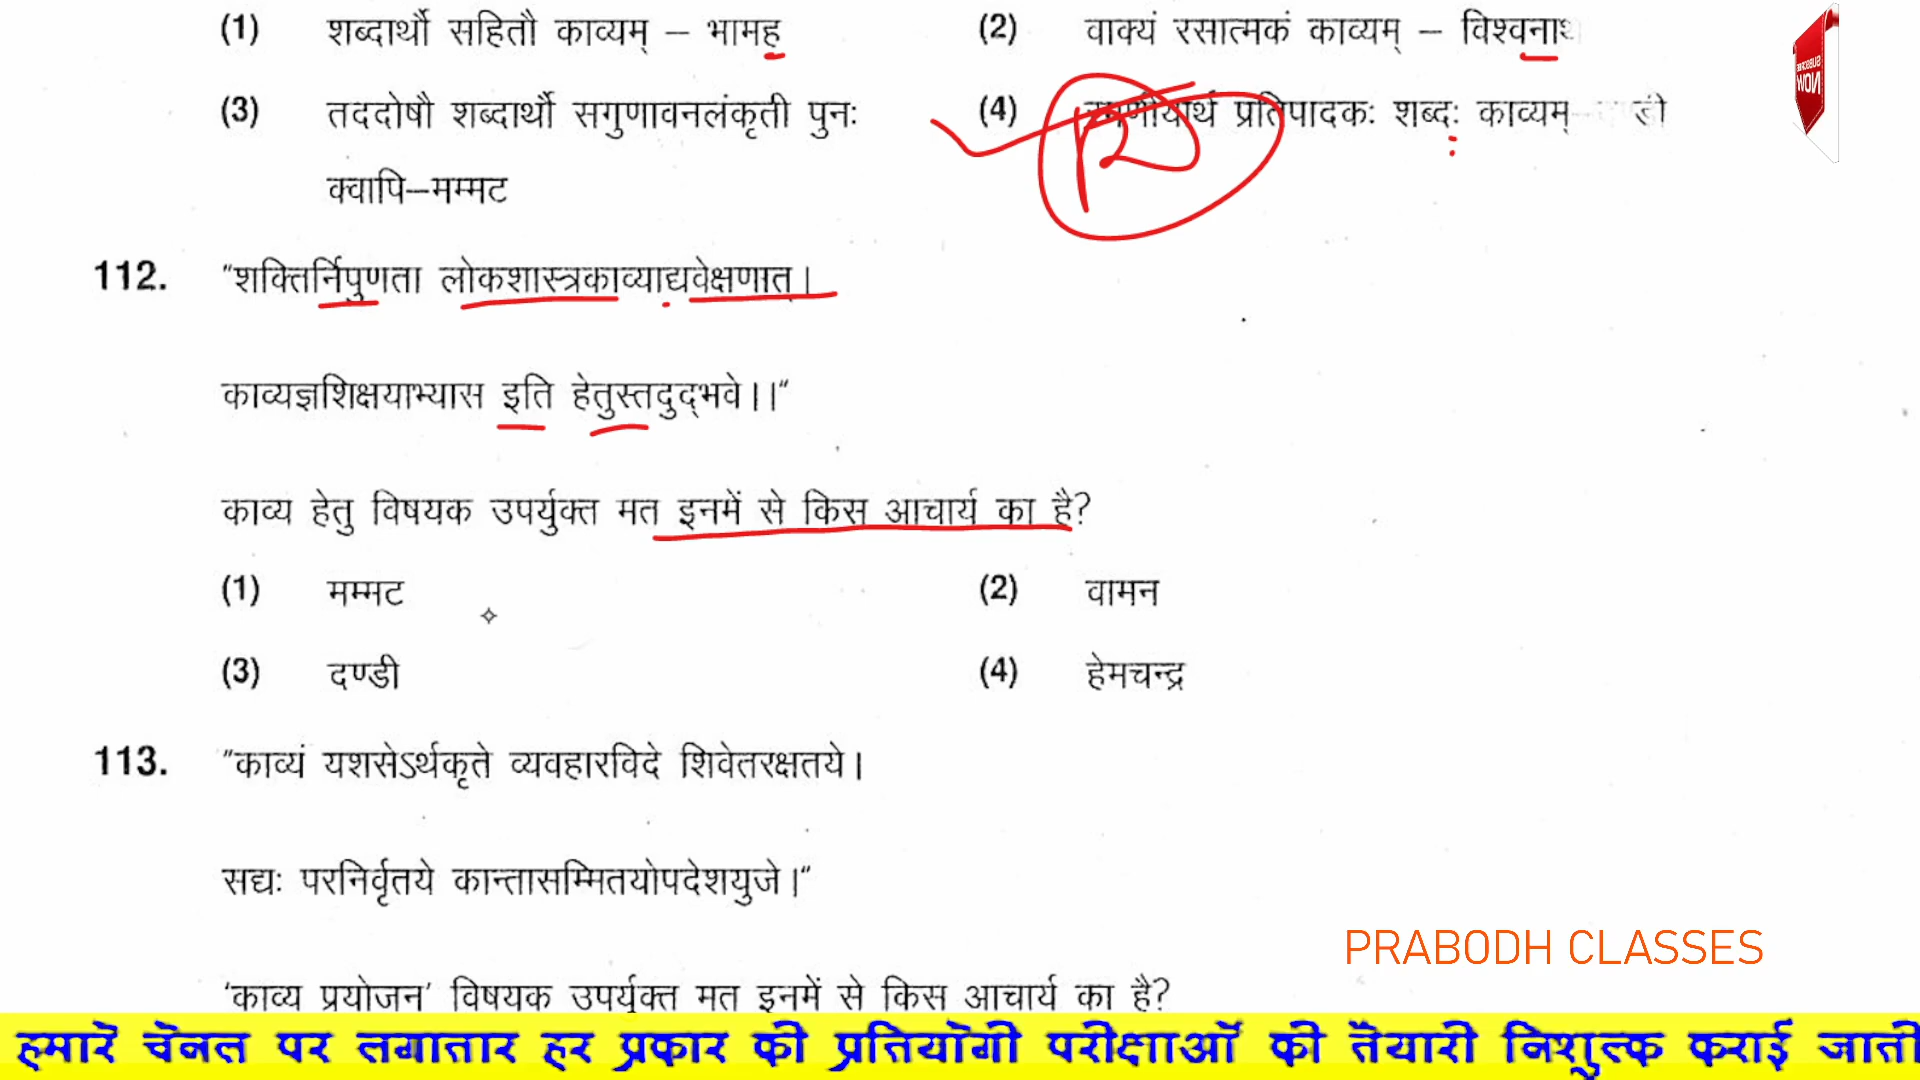 (1) शब्दार्थौ सहितौ काव्यम् – भामह (2) वाक्यं रसात्मकं काव्यम् –
(3) तददोषौ शब्दार्थौ सगुणावनलंकृती पुनः (4) प्रतिपादकः शब्दः काव्यम्
क्वापि–मम्मट
112. "शक्तिर्निपुणता लोकशास्त्रकाव्याद्यवेक्षणात्।
काव्यज्ञशिक्षयाभ्यास इति हेतुस्तदुद्भवे।।"
काव्य हेतु विषयक उपर्युक्त मत इनमें से किस आचार्य का है?
(1) मम्मट (2) वामन
(3) दण्डी (4) हेमचन्द्र
113. "काव्यं यशसेऽर्थकृते व्यवहारविदे शिवेतरक्षतये।
सद्यः परनिर्वृतये कान्तासम्मितयोपदेशयुजे।"
PRABODH CLASSES
'काव्य प्रयोजन' विषयक उपर्युक्त मत इनमें से किस आचार्य का है?
हमारे चेनल पर लगातार हर प्रकार की प्रतियोगी परीक्षाओं की तैयारी निशुल्क कराई जाती